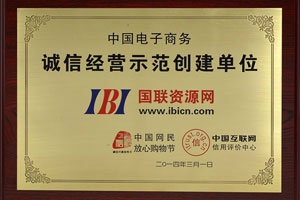 中国电子商务
诚信经营示范创建单位
IBI 国联资源网
www.ibicn.com
中国网民
放心购物节
中国互联网
信用评价中心
二〇一四年三月一日